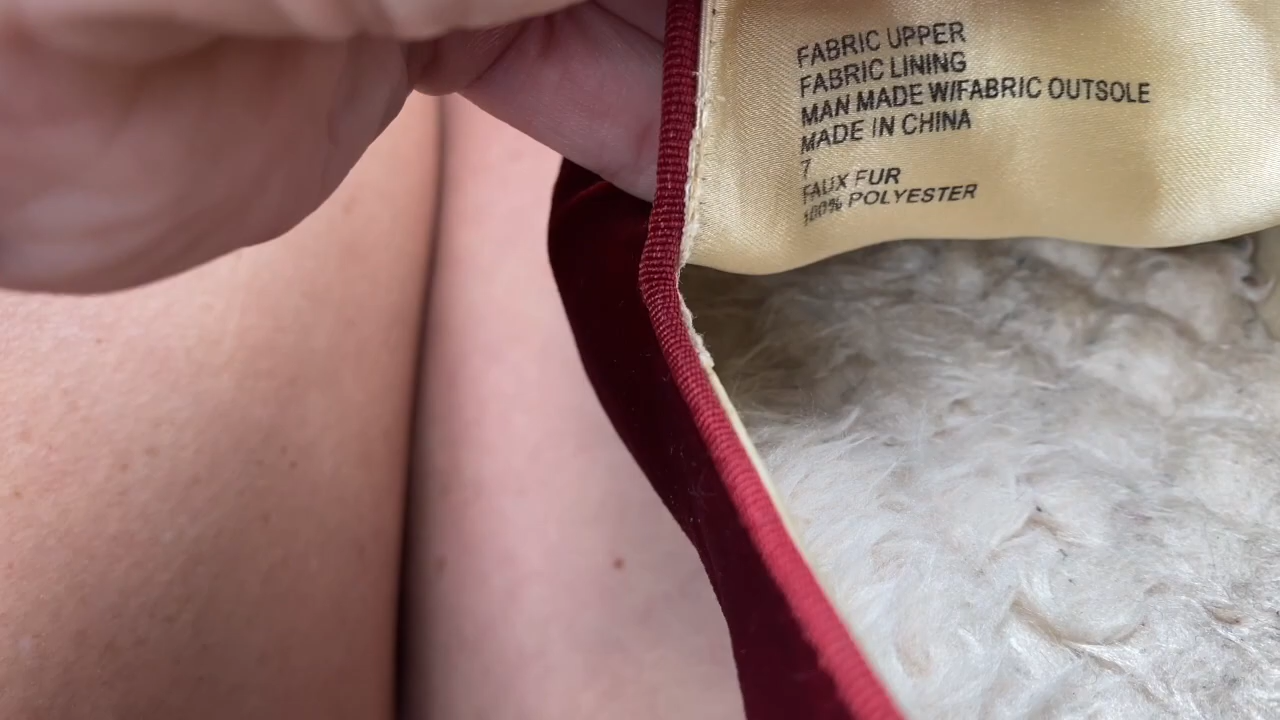 FABRIC UPPER
FABRIC LINING
MAN MADE W/FABRIC OUTSOLE
MADE IN CHINA
7
FAUX FUR
100% POLYESTER